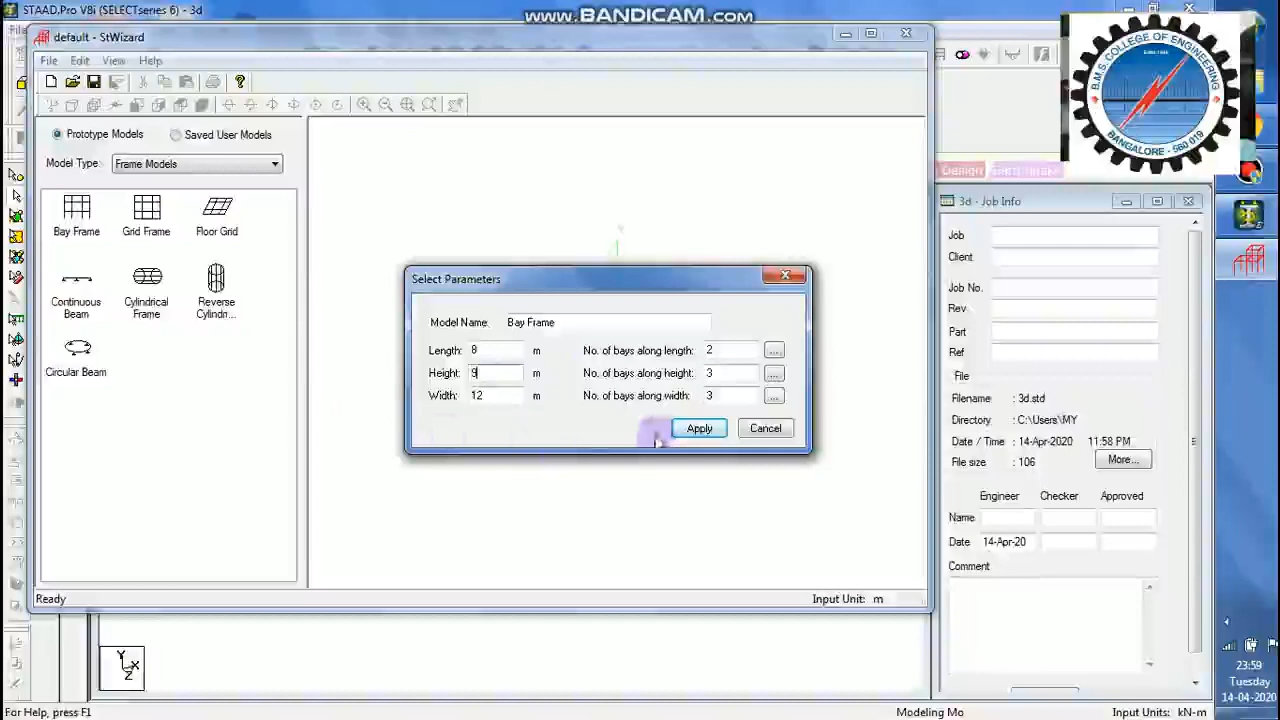 STAAD.Pro V8i (SELECTseries 6) - 3d
www.BANDICAM.com
default - StWizard
File Edit View Help
B.M.S. COLLEGE OF ENGINEERING
BANGALORE - 560 019
Prototype Models Saved User Models
Model Type: Frame Models
Bay Frame Grid Frame Floor Grid
Continuous Beam Cylindrical Frame Reverse Cylindr...
Circular Beam
Select Parameters
Model Name: Bay Frame
Length: 8 m No. of bays along length: 2 ...
Height: 9 m No. of bays along height: 3 ...
Width: 12 m No. of bays along width: 3 ...
Apply Cancel
Ready Input Unit: m
Design
3d - Job Info
Job
Client
Job No.
Rev
Part
Ref
File
Filename : 3d.std
Directory : C:\Users\MY
Date / Time : 14-Apr-2020 11:58 PM
File size : 106 More...
Engineer Checker Approved
Name
Date 14-Apr-20
Comment
Y
X
Z
For Help, press F1 Modeling Mo Input Units: kN-m
23:59
Tuesday
14-04-2020